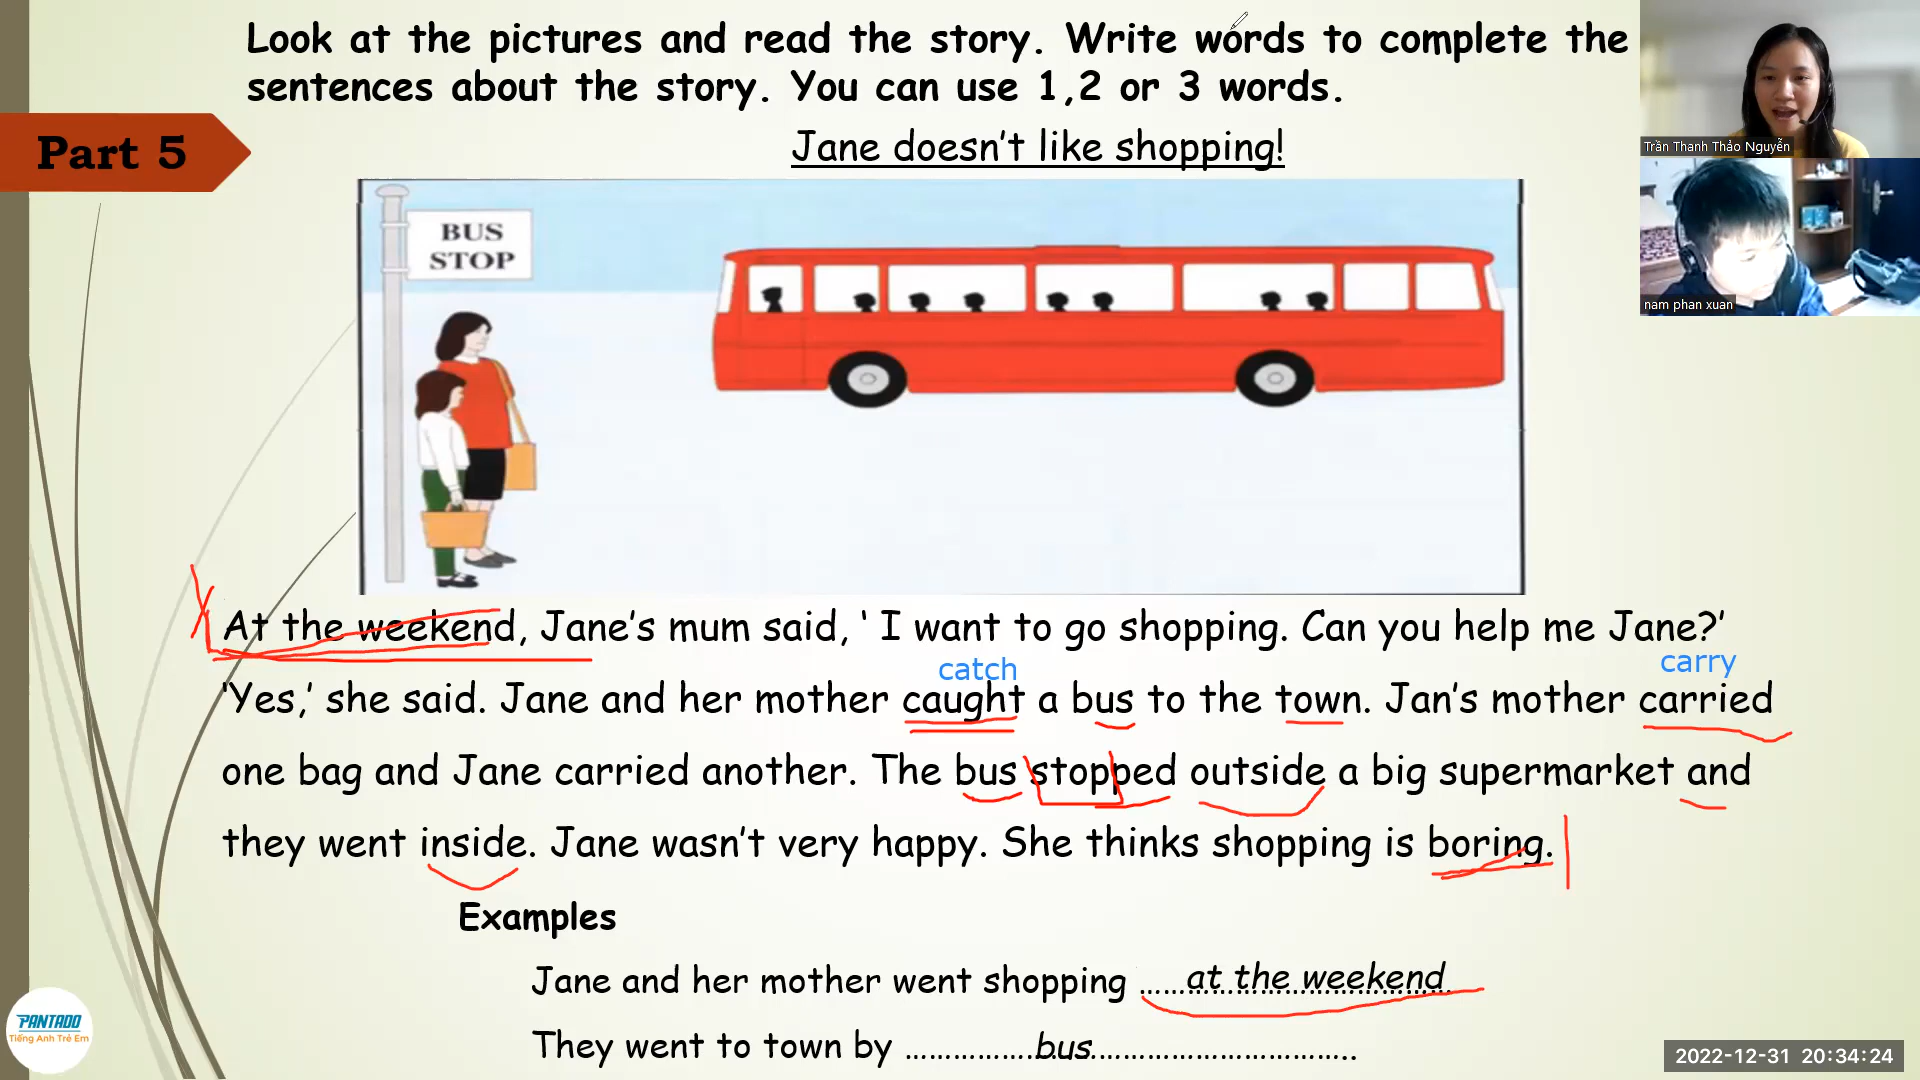 Look at the pictures and read the story. Write words to complete the
sentences about the story. You can use 1,2 or 3 words.
Part 5
Jane doesn't like shopping!
Trần Thanh Thảo Nguyễn
nam phan xuan
BUS
STOP
At the weekend, Jane's mum said, ' I want to go shopping. Can you help me Jane?'
catch
carry
'Yes,' she said. Jane and her mother caught a bus to the town. Jan's mother carried
one bag and Jane carried another. The bus stopped outside a big supermarket and
they went inside. Jane wasn't very happy. She thinks shopping is boring.
Examples
Jane and her mother went shopping ......at the weekend
They went to town by ................bus................................
PANTADO
Tiếng Anh Trẻ Em
2022-12-31 20:34:24